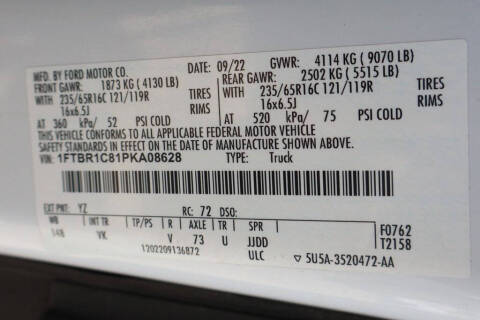 MFD. BY FORD MOTOR CO.
DATE: 09/22 GVWR: 4114 KG ( 9070 LB)
FRONT GAWR: 1873 KG ( 4130 LB) REAR GAWR: 2502 KG ( 5515 LB)
WITH 235/65R16C 121/119R TIRES WITH 235/65R16C 121/119R TIRES
16x6.5J RIMS 16x6.5J RIMS
AT 360 kPa/ 52 PSI COLD AT 520 kPa/ 75 PSI COLD
THIS VEHICLE CONFORMS TO ALL APPLICABLE FEDERAL MOTOR VEHICLE
SAFETY STANDARDS IN EFFECT ON THE DATE OF MANUFACTURE SHOWN ABOVE.
VIN: 1FTBR1C81PKA08628 TYPE: Truck
EXT PNT: YZ RC: 72 DSO:
WB INT TR TP/PS R AXLE TR SPR F0762
148 VK V 73 U JJDD T2158
1202209136872 ULC ▽ 5U5A-3520472-AA